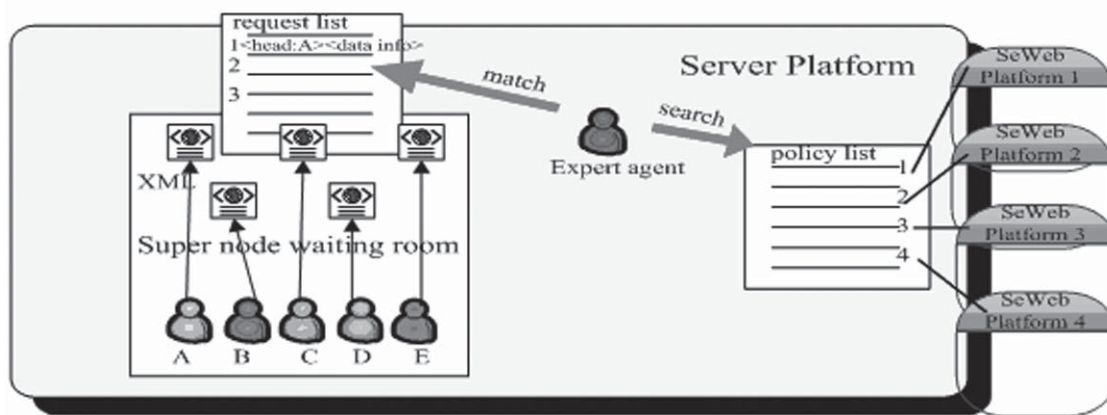 request list
1<head:A><data info>
2
3
match
Server Platform
search
Expert agent
policy list
1
2
3
4
SeWeb
Platform 1
SeWeb
Platform 2
SeWeb
Platform 3
SeWeb
Platform 4
XML
Super node waiting room
A B C D E